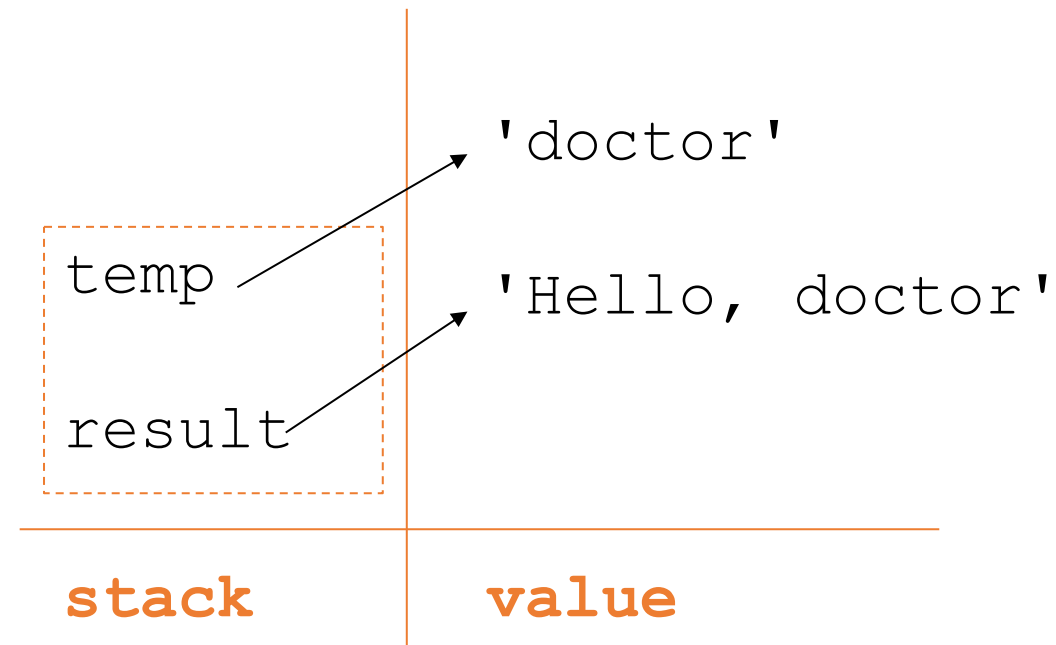 'doctor'
temp
'Hello, doctor'
result
stack
value